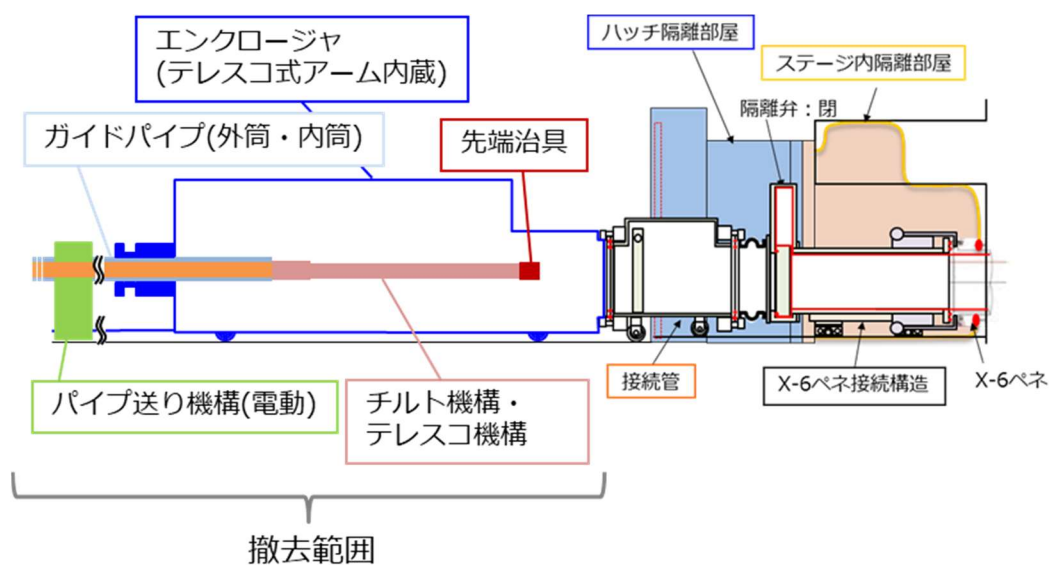 エンクロージャ
(テレスコ式アーム内蔵)
ハッチ隔離部屋
ステージ内隔離部屋
隔離弁：閉
ガイドパイプ(外筒・内筒)
先端治具
接続管
X-6ペネ接続構造
X-6ペネ
パイプ送り機構(電動)
チルト機構・
テレスコ機構
撤去範囲